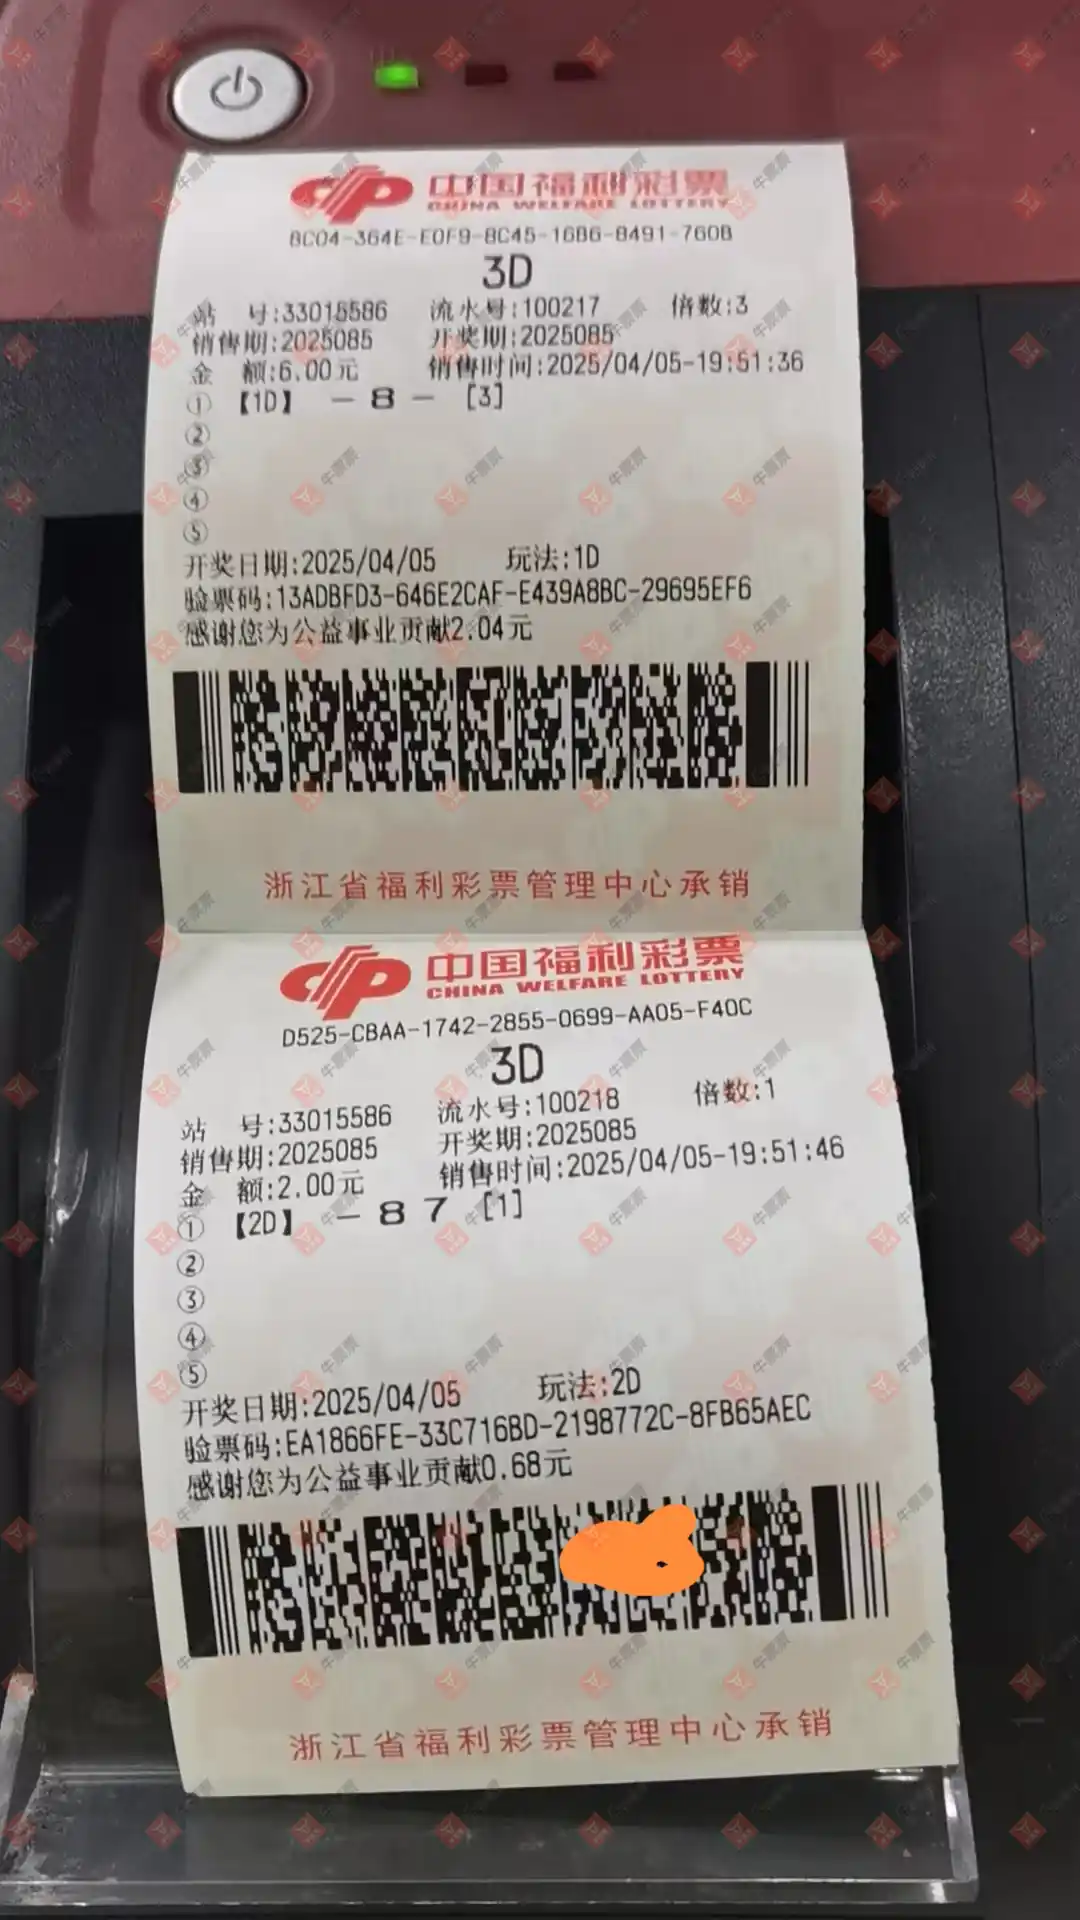 中国福利彩票
CHINA WELFARE LOTTERY
8C04-364E-E0F9-8C45-16B6-8491-760B
3D
站 号:33015586 流水号:100217 倍数:3
销售期:2025085 开奖期:2025085
金 额:6.00元 销售时间:2025/04/05-19:51:36
① 【1D】 - 8 - [3]
②
③
④
⑤
开奖日期:2025/04/05 玩法:1D
验票码:13ADBFD3-646E2CAF-E439A8BC-29695EF6
感谢您为公益事业贡献2.04元
浙江省福利彩票管理中心承销
中国福利彩票
CHINA WELFARE LOTTERY
D525-CBAA-1742-2855-0699-AA05-F40C
3D
站 号:33015586 流水号:100218 倍数:1
销售期:2025085 开奖期:2025085
金 额:2.00元 销售时间:2025/04/05-19:51:46
① 【2D】 - 8 7 [1]
②
③
④
⑤
开奖日期:2025/04/05 玩法:2D
验票码:EA1866FE-33C716BD-2198772C-8FB65AEC
感谢您为公益事业贡献0.68元
浙江省福利彩票管理中心承销
牛票票